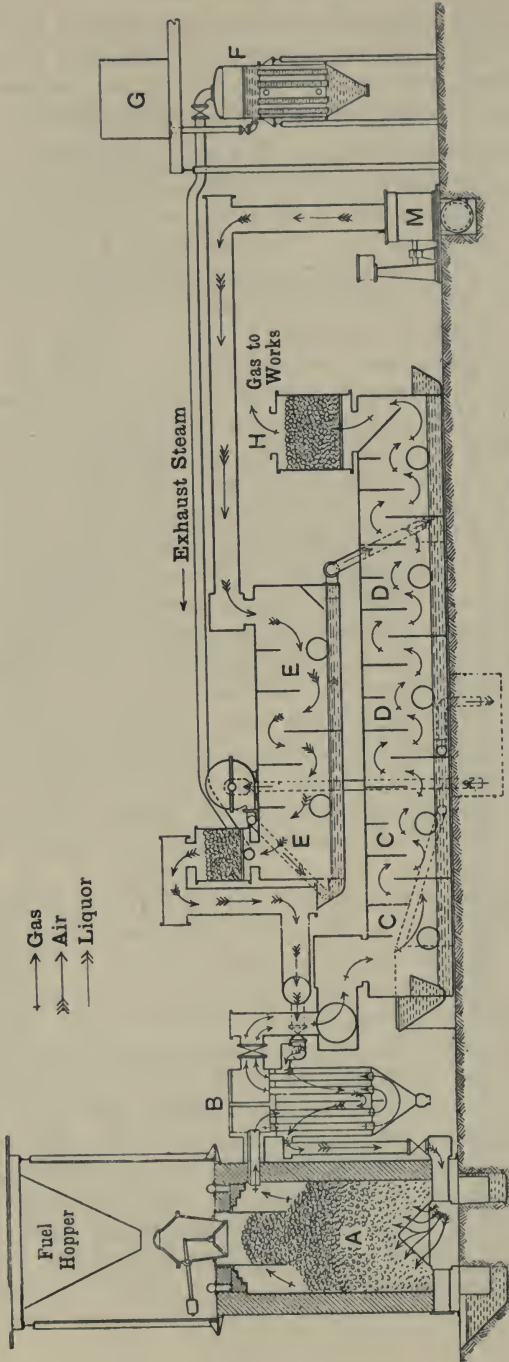 Gas
Air
Liquor
Fuel
Hopper
Exhaust Steam
Gas to
Works
A
B
C
C
D
D
E
E
F
G
H
M